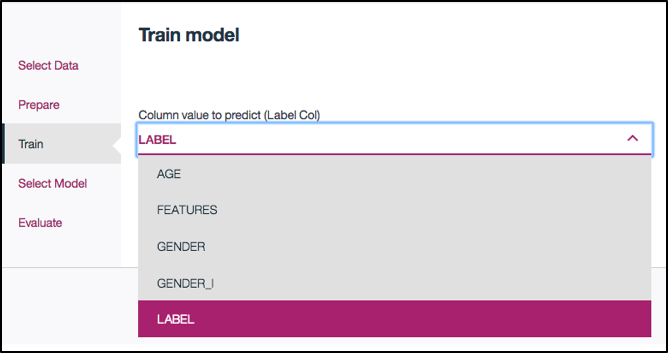 Train model
Select Data
Prepare
Train
Select Model
Evaluate
Column value to predict (Label Col)
LABEL
AGE
FEATURES
GENDER
GENDER_I
LABEL